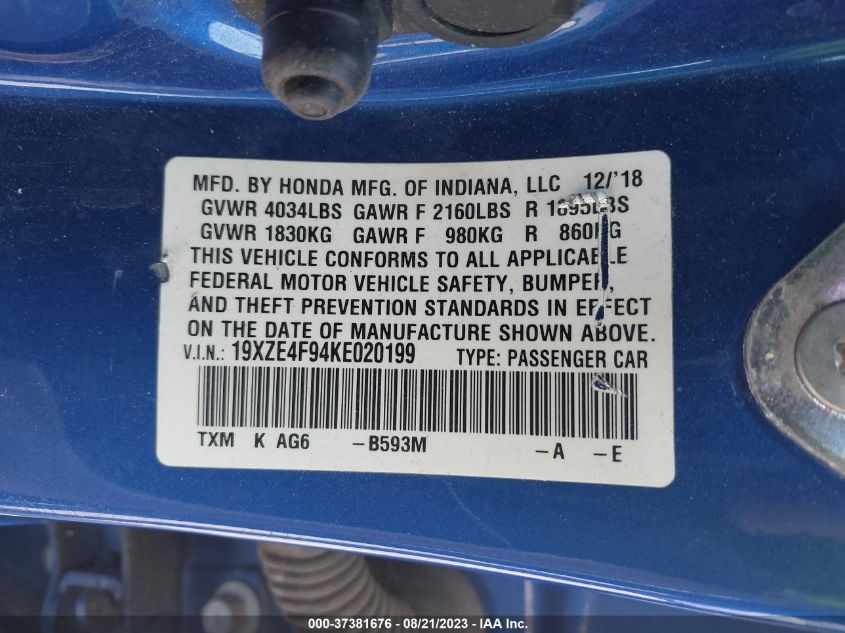 MFD. BY HONDA MFG. OF INDIANA, LLC 12/'18
GVWR 4034LBS GAWR F 2160LBS R 1895LBS
GVWR 1830KG GAWR F 980KG R 860KG
THIS VEHICLE CONFORMS TO ALL APPLICABLE
FEDERAL MOTOR VEHICLE SAFETY, BUMPER,
AND THEFT PREVENTION STANDARDS IN EFFECT
ON THE DATE OF MANUFACTURE SHOWN ABOVE.
V.I.N.: 19XZE4F94KE020199 TYPE: PASSENGER CAR
TXM K AG6 -B593M -A -E
000-37381676 / 08/21/2023 / IAA Inc.